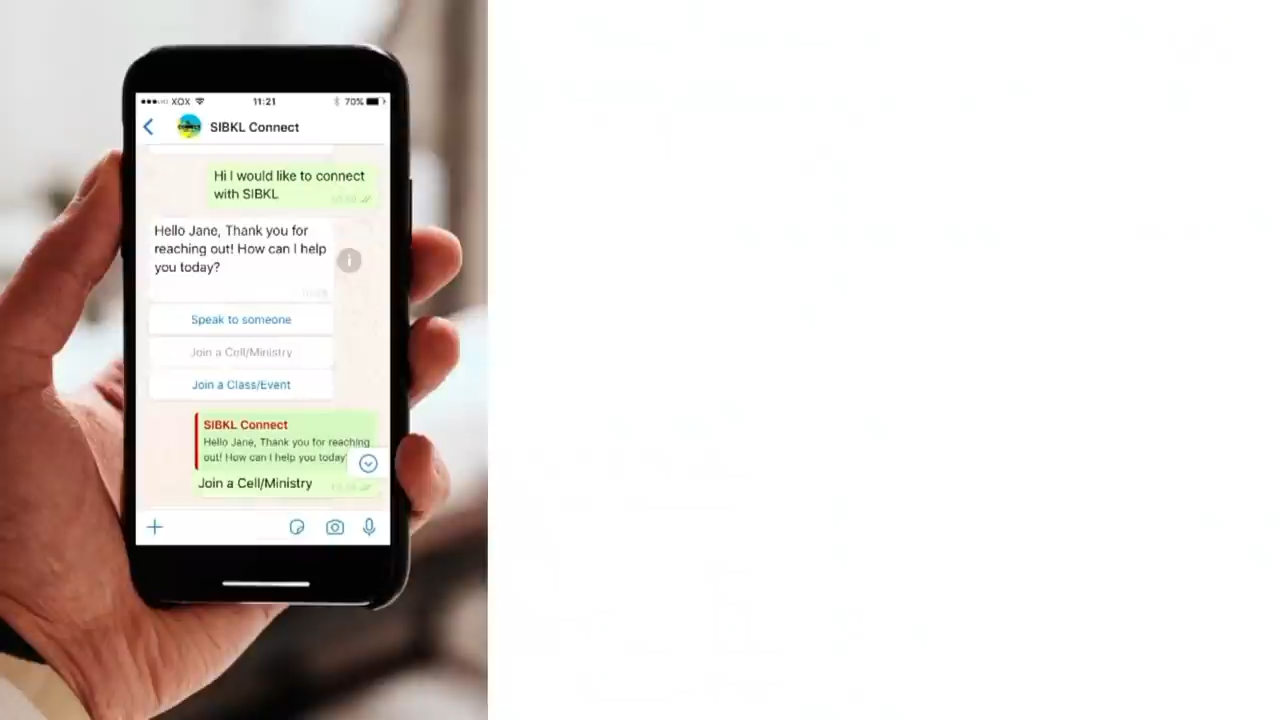 XOX
11:21
70%
SIBKL Connect
Hi I would like to connect
with SIBKL
Hello Jane, Thank you for
reaching out! How can I help
you today?
Speak to someone
Join a Cell/Ministry
Join a Class/Event
SIBKL Connect
Hello Jane, Thank you for reaching
out! How can I help you today
Join a Cell/Ministry